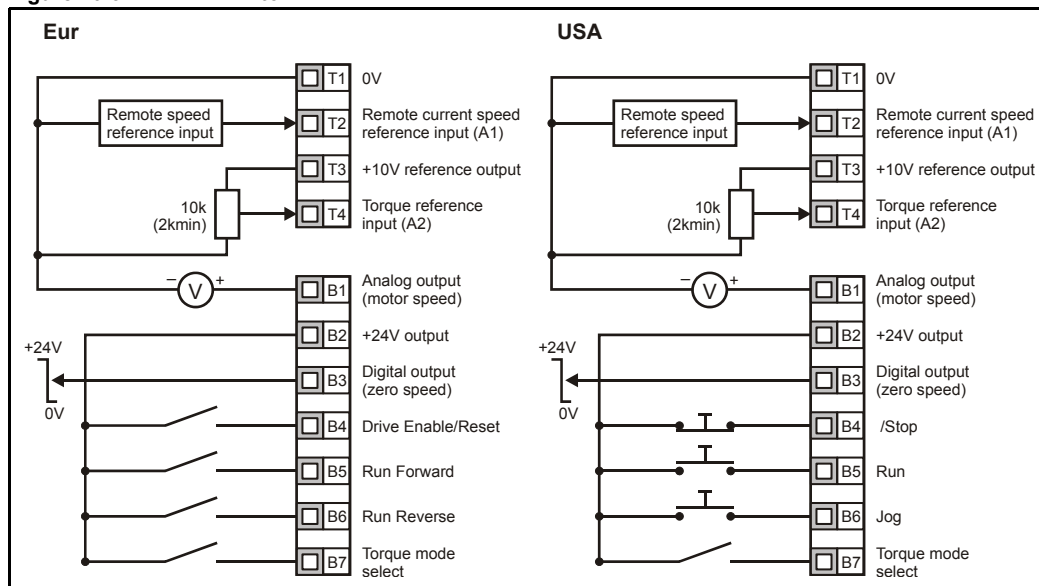 Eur
T1
0V
Remote speed
reference input
T2
Remote current speed
reference input (A1)
T3
+10V reference output
10k
(2kmin)
T4
Torque reference
input (A2)
– V +
B1
Analog output
(motor speed)
B2
+24V output
+24V
0V
B3
Digital output
(zero speed)
B4
Drive Enable/Reset
B5
Run Forward
B6
Run Reverse
B7
Torque mode
select
USA
T1
0V
Remote speed
reference input
T2
Remote current speed
reference input (A1)
T3
+10V reference output
10k
(2kmin)
T4
Torque reference
input (A2)
– V +
B1
Analog output
(motor speed)
B2
+24V output
+24V
0V
B3
Digital output
(zero speed)
B4
/Stop
B5
Run
B6
Jog
B7
Torque mode
select